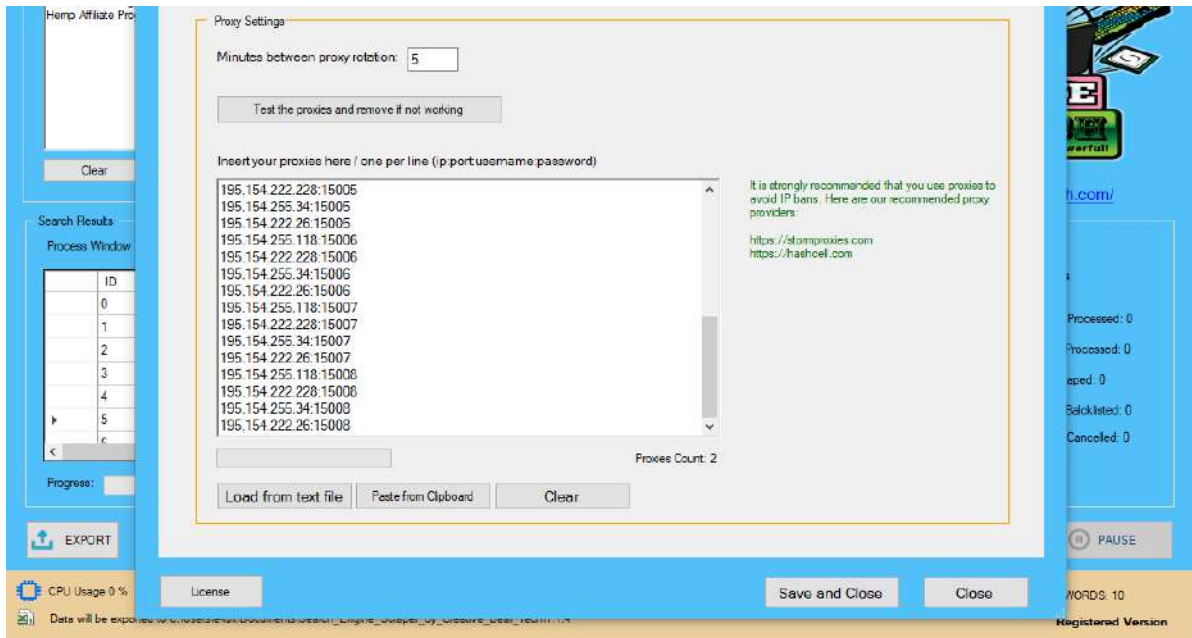 Hemp Affiliate Pro
Proxy Settings
Minutes between proxy rotation: 5
Test the proxies and remove if not working
Insert your proxies here / one per line (ip:port:username:password)
195.154.222.228:15005
195.154.255.34:15005
195.154.222.26:15005
195.154.255.118:15006
195.154.222.228:15006
195.154.255.34:15006
195.154.222.26:15006
195.154.255.118:15007
195.154.222.228:15007
195.154.255.34:15007
195.154.222.26:15007
195.154.255.118:15008
195.154.222.228:15008
195.154.255.34:15008
195.154.222.26:15008
It is strongly recommended that you use proxies to
avoid IP bans. Here are our recommended proxy
providers:
https://stormproxies.com
https://hashcell.com
Proxies Count: 2
Load from text file
Paste from Clipboard
Clear
Clear
Search Results
Process Window
ID
0
1
2
3
4
5
Progress:
EXPORT
h.com/
Processed: 0
Processed: 0
aped: 0
Balcklisted: 0
Cancelled: 0
PAUSE
License
Save and Close
Close
CPU Usage 0 %
WORDS: 10
Registered Version
Data will be expor